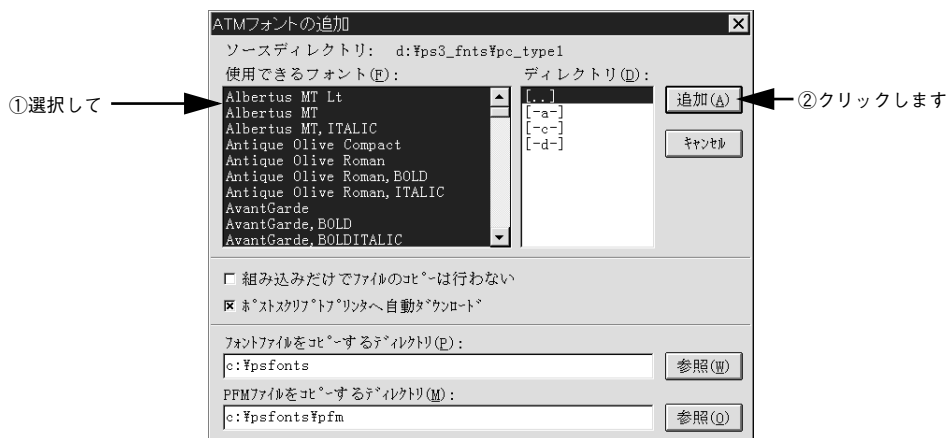 ATMフォントの追加
ソースディレクトリ: d:¥ps3_fnts¥pc_type1
使用できるフォント(F):
ディレクトリ(D):
①選択して
Albertus MT Lt
Albertus MT
Albertus MT,ITALIC
Antique Olive Compact
Antique Olive Roman
Antique Olive Roman,BOLD
Antique Olive Roman,ITALIC
AvantGarde
AvantGarde,BOLD
AvantGarde,BOLDITALIC
[..]
[-a-]
[-c-]
[-d-]
追加(A)
②クリックします
キャンセル
組み込みだけでファイルのコピーは行わない
ポストスクリプトプリンタへ自動ダウンロード
フォントファイルをコピーするディレクトリ(P):
c:¥psfonts
参照(W)
PFMファイルをコピーするディレクトリ(M):
c:¥psfonts¥pfm
参照(O)